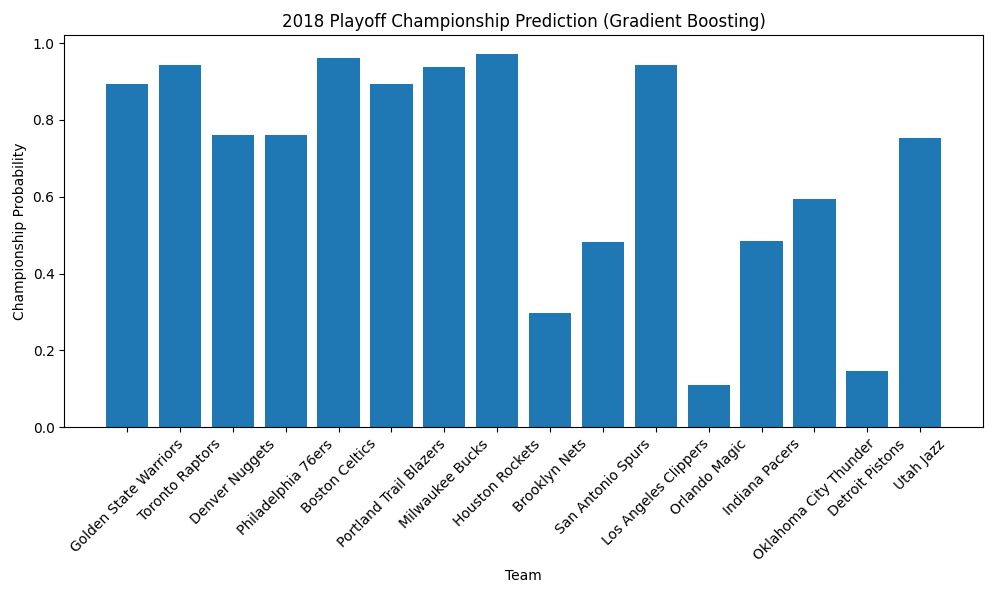 2018 Playoff Championship Prediction (Gradient Boosting)
Championship Probability
1.0
0.8
0.6
0.4
0.2
0.0
Golden State Warriors
Toronto Raptors
Denver Nuggets
Philadelphia 76ers
Boston Celtics
Portland Trail Blazers
Milwaukee Bucks
Houston Rockets
Brooklyn Nets
San Antonio Spurs
Los Angeles Clippers
Orlando Magic
Indiana Pacers
Oklahoma City Thunder
Detroit Pistons
Utah Jazz
Team